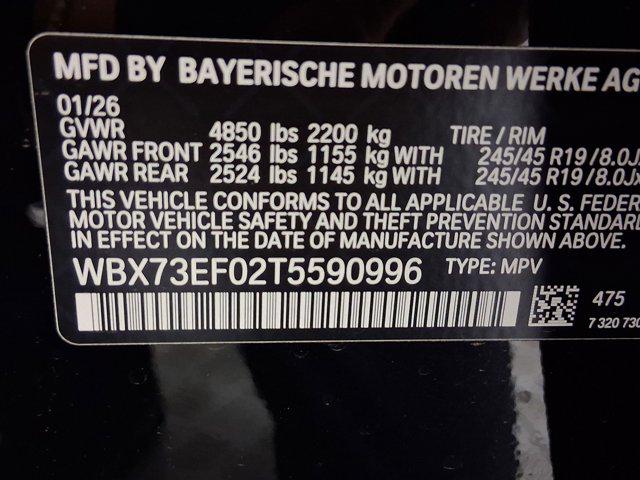 MFD BY BAYERISCHE MOTOREN WERKE AG
01/26
GVWR 4850 lbs 2200 kg TIRE / RIM
GAWR FRONT 2546 lbs 1155 kg WITH 245/45 R19 /8.0J
GAWR REAR 2524 lbs 1145 kg WITH 245/45 R19 /8.0Jx
THIS VEHICLE CONFORMS TO ALL APPLICABLE U. S. FEDER
MOTOR VEHICLE SAFETY AND THEFT PREVENTION STANDARD
IN EFFECT ON THE DATE OF MANUFACTURE SHOWN ABOVE.
WBX73EF02T5590996 TYPE: MPV
475
7 320 730